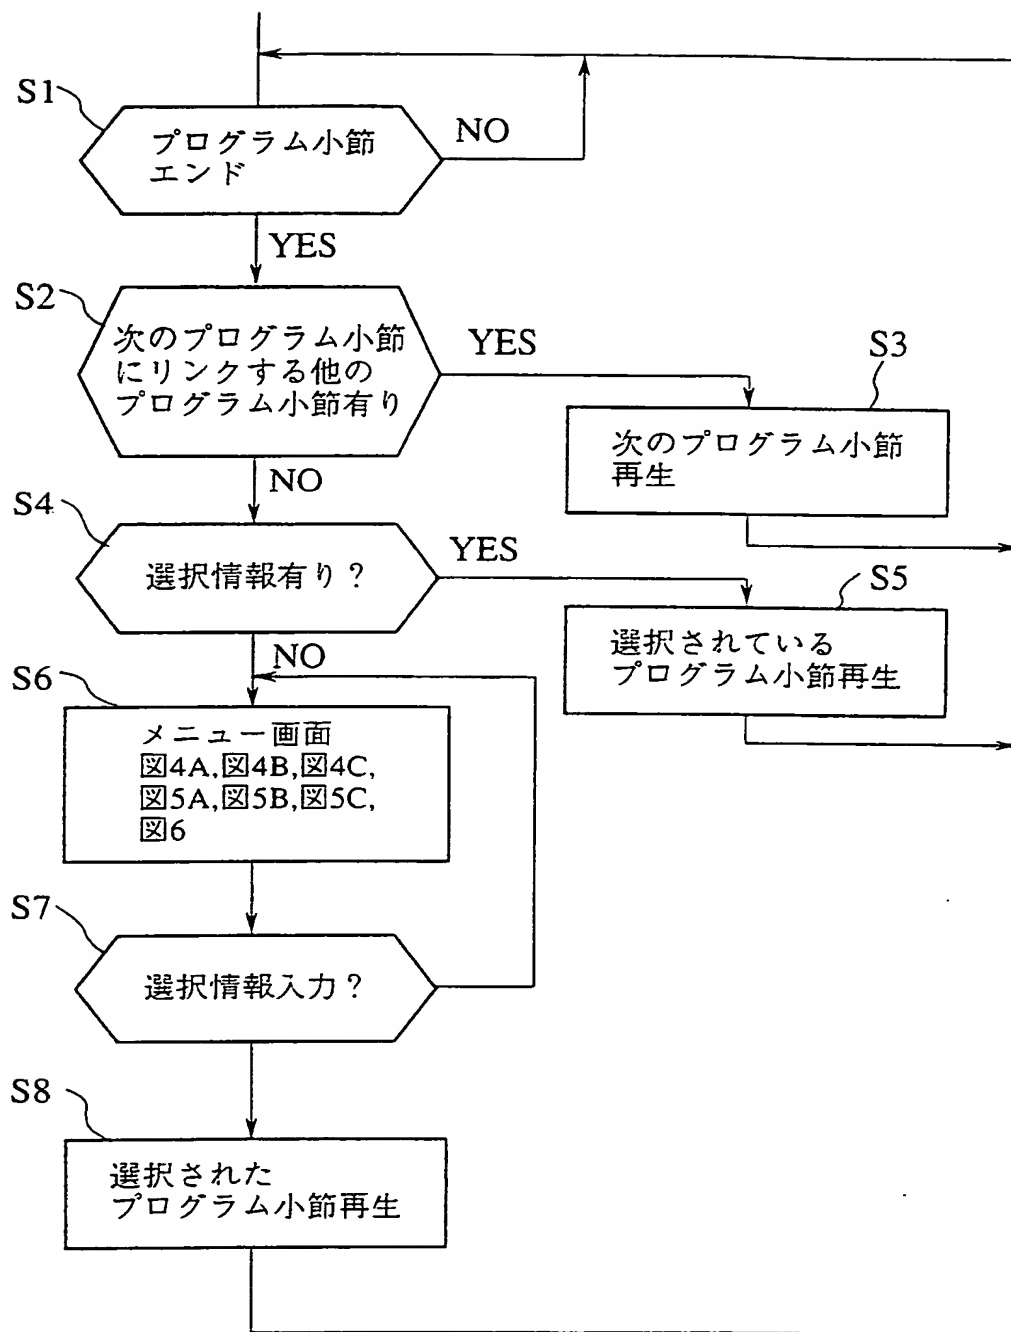 S1
プログラム小節
エンド
NO
YES
S2
次のプログラム小節
にリンクする他の
プログラム小節有り
YES
S3
次のプログラム小節
再生
NO
S4
選択情報有り?
YES
S5
選択されている
プログラム小節再生
NO
S6
メニュー画面
図4A,図4B,図4C,
図5A,図5B,図5C,
図6
S7
選択情報入力?
S8
選択された
プログラム小節再生